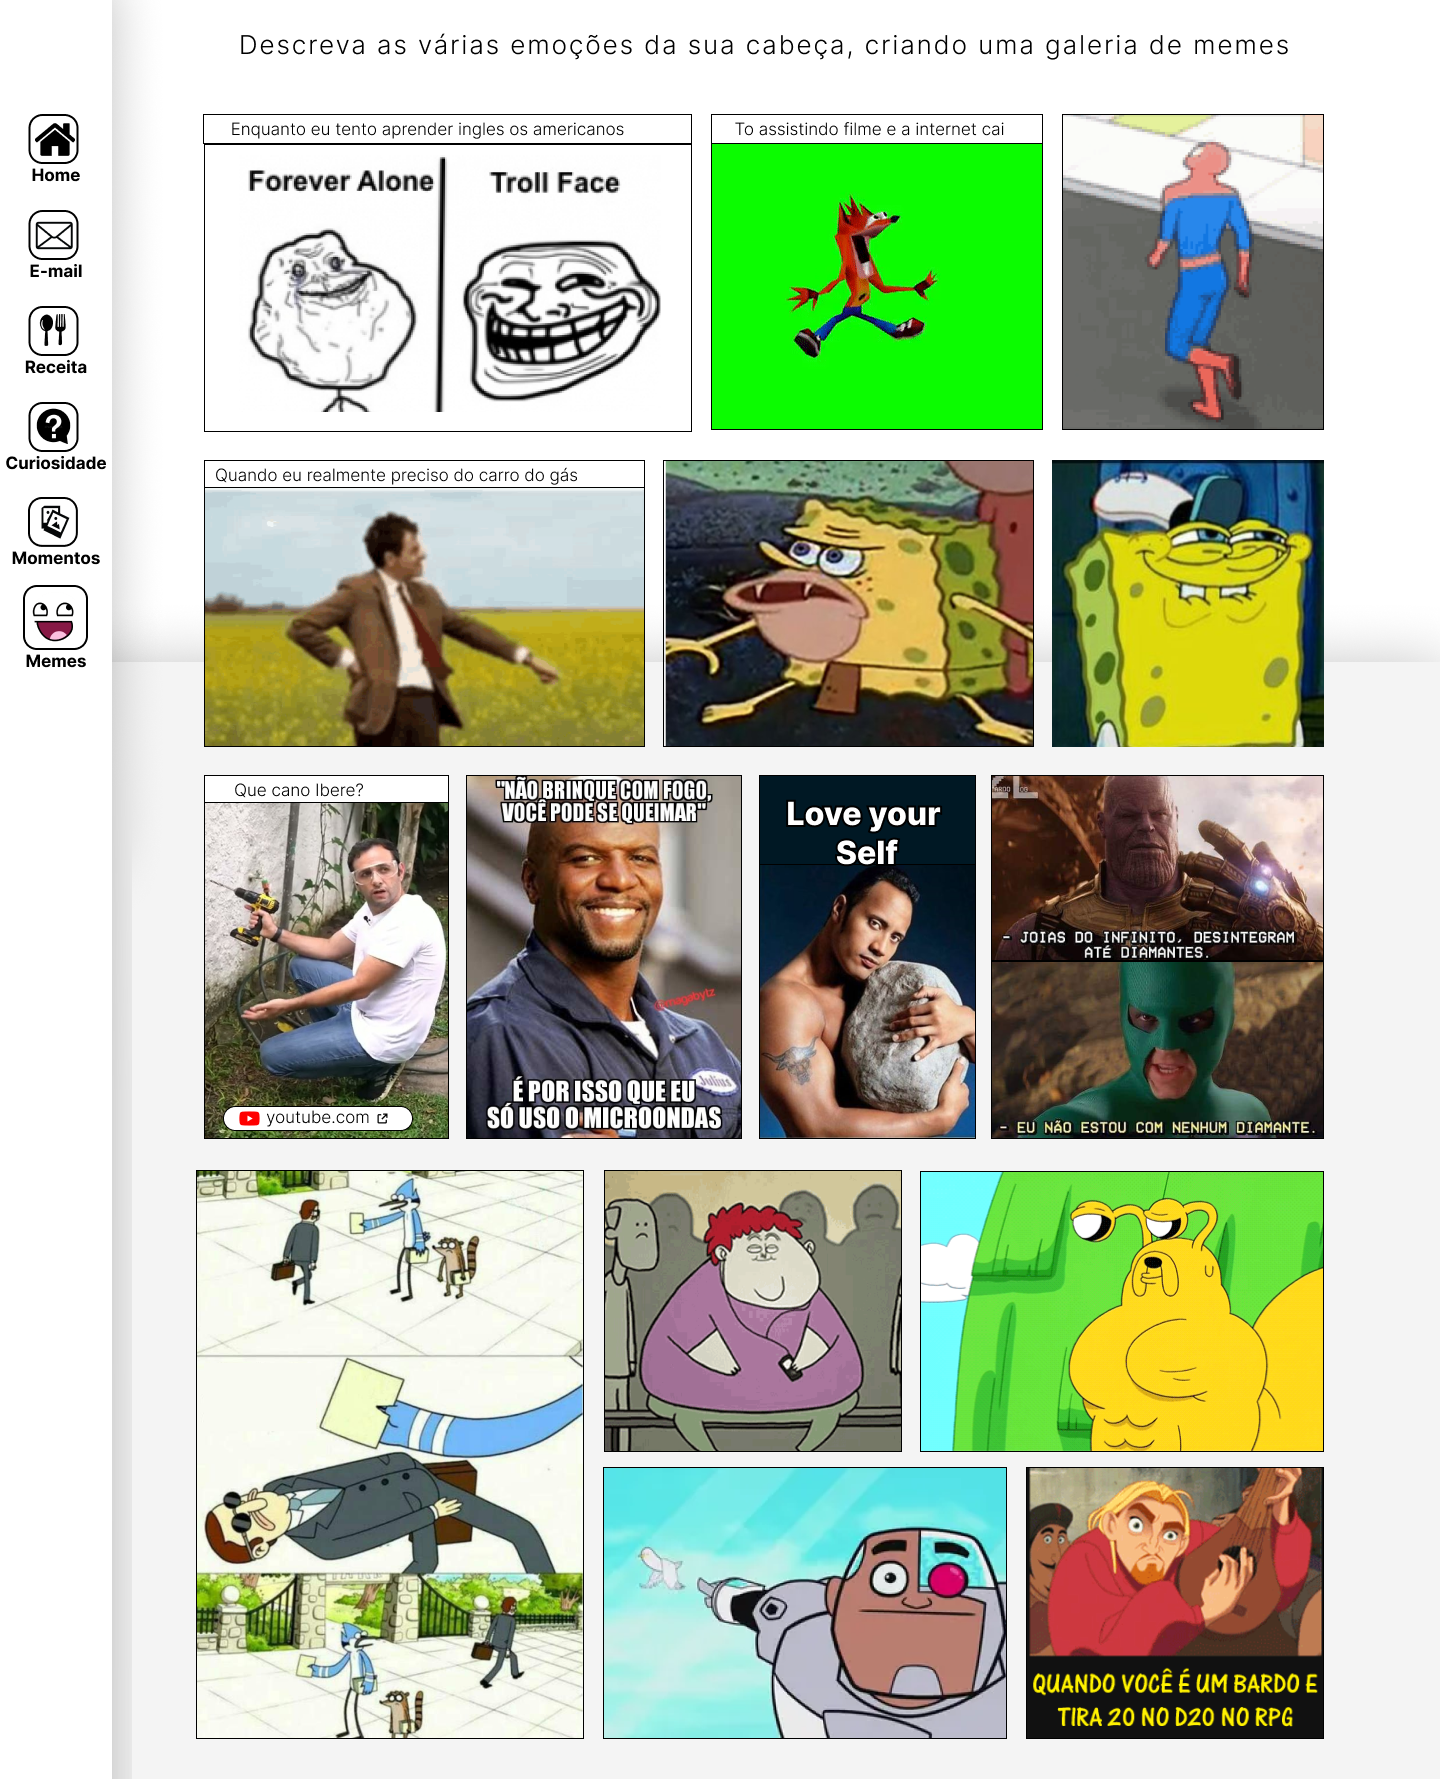 Descreva as várias emoções da sua cabeça, criando uma galeria de memes
Home
E-mail
Receita
Curiosidade
Momentos
Memes
Enquanto eu tento aprender ingles os americanos
Forever Alone
Troll Face
To assistindo filme e a internet cai
Quando eu realmente preciso do carro do gás
Que cano Ibere?
youtube.com
"NÃO BRINQUE COM FOGO,
VOCÊ PODE SE QUEIMAR"
@magabytz
Julius
É POR ISSO QUE EU
SÓ USO O MICROONDAS
Love your
Self
- JOIAS DO INFINITO, DESINTEGRAM
ATÉ DIAMANTES.
- EU NÃO ESTOU COM NENHUM DIAMANTE.
QUANDO VOCÊ É UM BARDO E
TIRA 20 NO D20 NO RPG